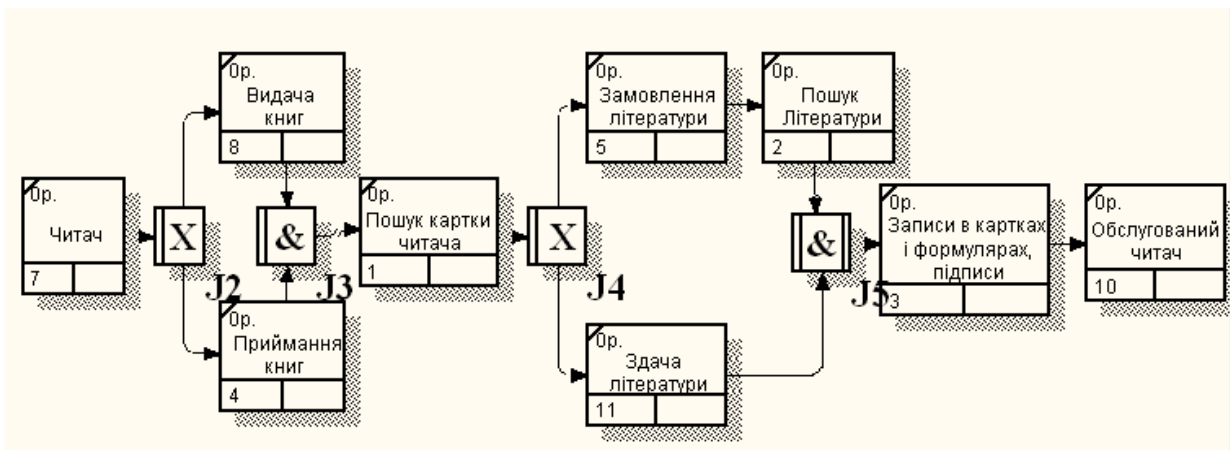 0р.
Читач
7
X
J2
0р.
Видача
книг
8
0р.
Приймання
книг
4
&
J3
0р.
Пошук картки
читача
1
X
J4
0р.
Замовлення
літератури
5
0р.
Пошук
Літератури
2
0р.
Здача
літератури
11
&
J5
0р.
Записи в картках
і формулярах,
підписи
3
0р.
Обслугований
читач
10